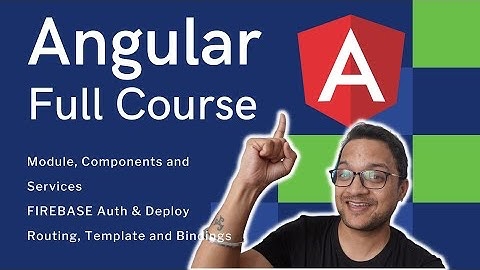 Angular
Full Course
A
Module, Components and
Services
FIREBASE Auth & Deploy
Routing, Template and Bindings